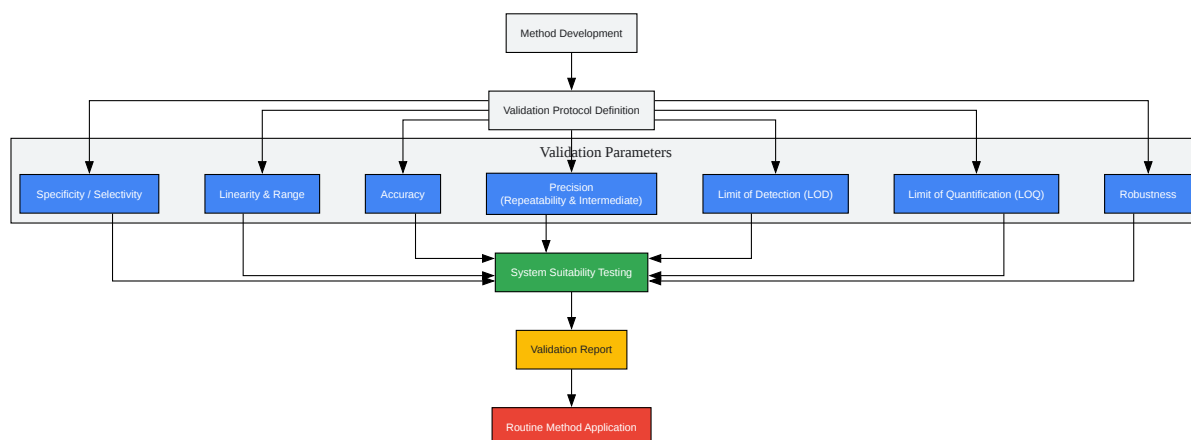 Method Development
Validation Protocol Definition
Validation Parameters
Specificity / Selectivity
Linearity & Range
Accuracy
Precision
(Repeatability & Intermediate)
Limit of Detection (LOD)
Limit of Quantification (LOQ)
Robustness
System Suitability Testing
Validation Report
Routine Method Application